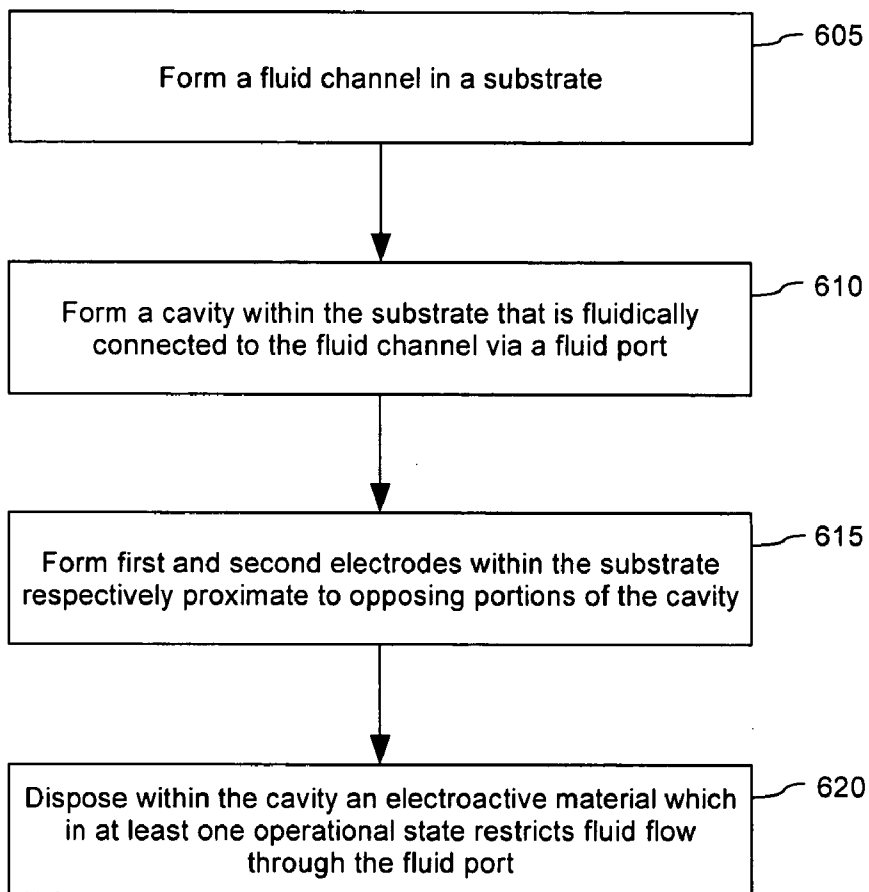 605
Form a fluid channel in a substrate
610
Form a cavity within the substrate that is fluidically
connected to the fluid channel via a fluid port
615
Form first and second electrodes within the substrate
respectively proximate to opposing portions of the cavity
620
Dispose within the cavity an electroactive material which
in at least one operational state restricts fluid flow
through the fluid port